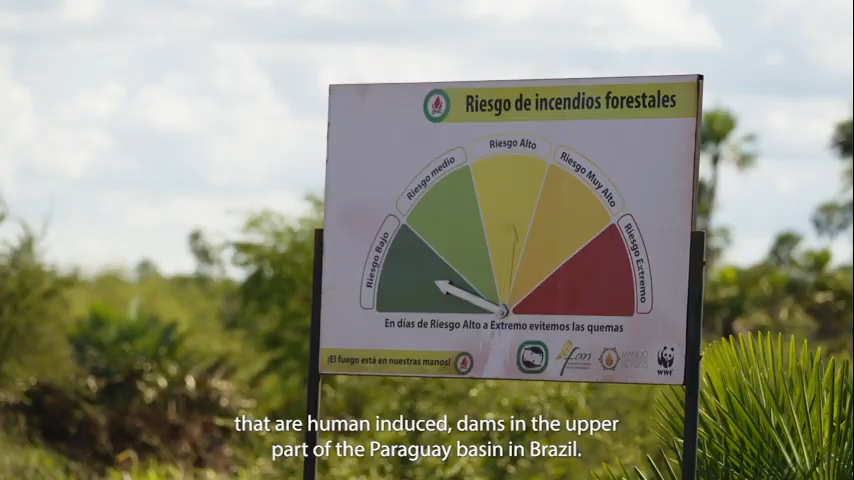 Riesgo de incendios forestales
Riesgo Bajo
Riesgo medio
Riesgo Alto
Riesgo Muy Alto
Riesgo Extremo
En días de Riesgo Alto a Extremo evitemos las quemas
¡El fuego está en nuestras manos!
fan
WWF
that are human induced, dams in the upper
part of the Paraguay basin in Brazil.